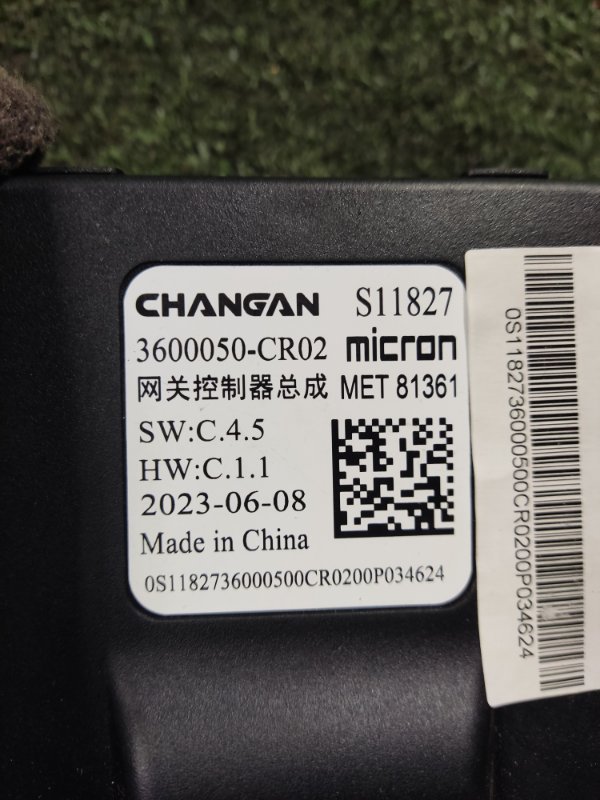 CHANGAN S11827
3600050-CR02 micron
网关控制器总成 MET 81361
SW:C.4.5
HW:C.1.1
2023-06-08
Made in China
0S1182736000500CR0200P034624
0S1182736000500CR0200P034624